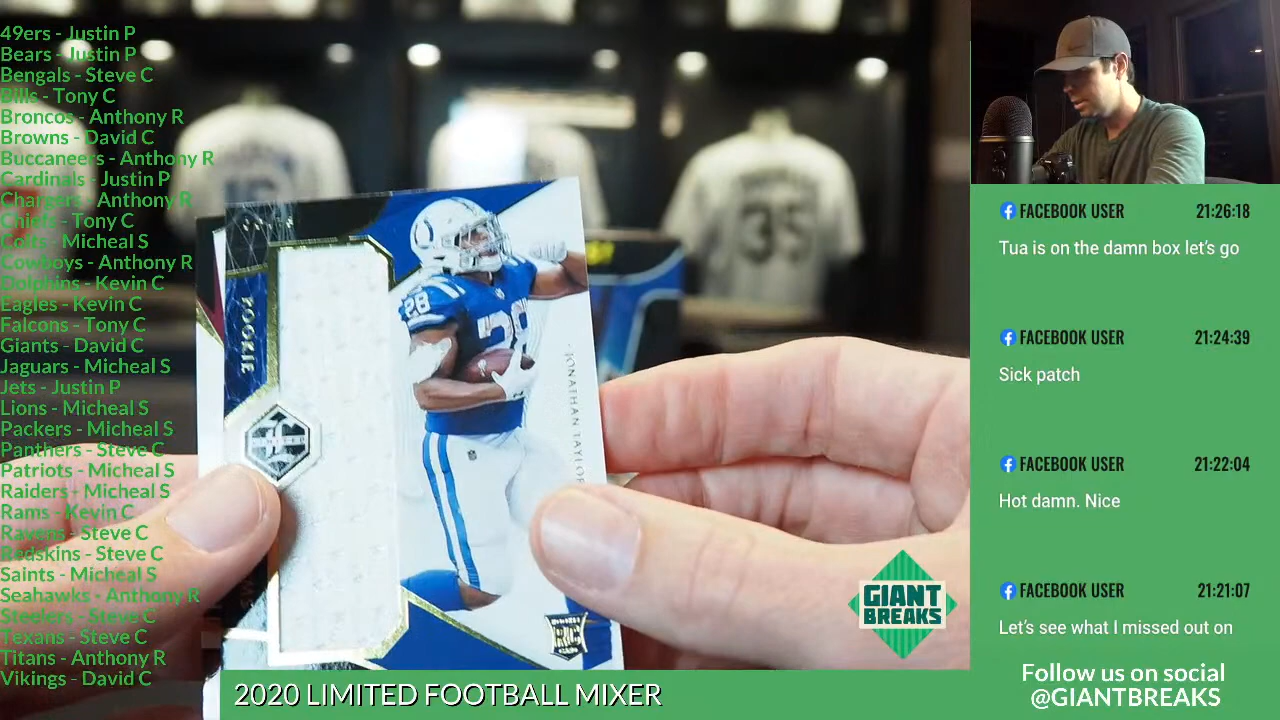 49ers - Justin P
Bears - Justin P
Bengals - Steve C
Bills - Tony C
Broncos - Anthony R
Browns - David C
Buccaneers - Anthony R
Cardinals - Justin P
Chargers - Anthony R
Chiefs - Tony C
Colts - Micheal S
Cowboys - Anthony R
Dolphins - Kevin C
Eagles - Kevin C
Falcons - Tony C
Giants - David C
Jaguars - Micheal S
Jets - Justin P
Lions - Micheal S
Packers - Micheal S
Panthers - Steve C
Patriots - Micheal S
Raiders - Micheal S
Rams - Kevin C
Ravens - Steve C
Redskins - Steve C
Saints - Micheal S
Seahawks - Anthony R
Steelers - Steve C
Texans - Steve C
Titans - Anthony R
Vikings - David C
35
ROOKIE
LIMITED
28
28
JONATHAN TAYLOR
RC
GIANT
BREAKS
2020 LIMITED FOOTBALL MIXER
FACEBOOK USER 21:26:18
Tua is on the damn box let's go
FACEBOOK USER 21:24:39
Sick patch
FACEBOOK USER 21:22:04
Hot damn. Nice
FACEBOOK USER 21:21:07
Let's see what I missed out on
Follow us on social
@GIANTBREAKS